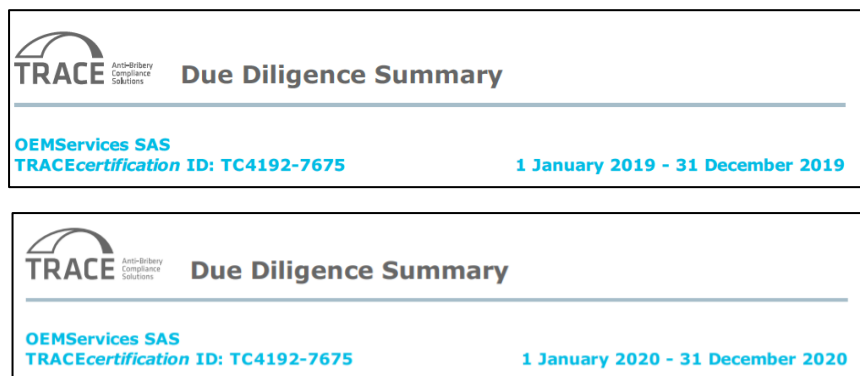 TRACE Anti-Bribery
Compliance
Solutions
Due Diligence Summary
OEMServices SAS
TRACEcertification ID: TC4192-7675 1 January 2019 - 31 December 2019
TRACE Anti-Bribery
Compliance
Solutions
Due Diligence Summary
OEMServices SAS
TRACEcertification ID: TC4192-7675 1 January 2020 - 31 December 2020